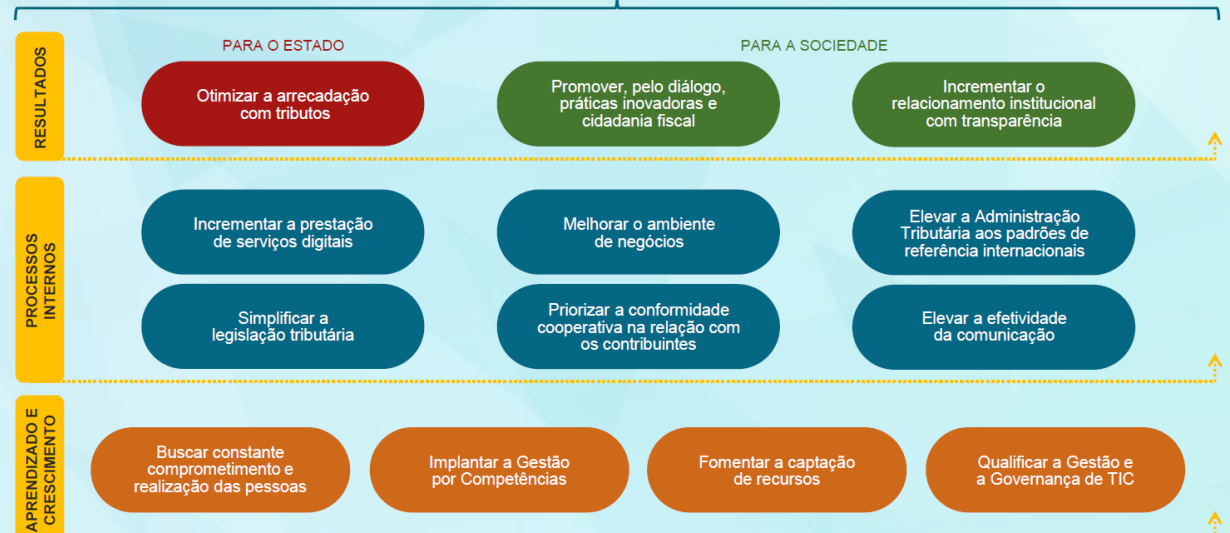 RESULTADOS
PARA O ESTADO
PARA A SOCIEDADE
Otimizar a arrecadação
com tributos
Promover, pelo diálogo,
práticas inovadoras e
cidadania fiscal
Incrementar o
relacionamento institucional
com transparência
PROCESSOS
INTERNOS
Incrementar a prestação
de serviços digitais
Melhorar o ambiente
de negócios
Elevar a Administração
Tributária aos padrões de
referência internacionais
Simplificar a
legislação tributária
Priorizar a conformidade
cooperativa na relação com
os contribuintes
Elevar a efetividade
da comunicação
APRENDIZADO E
CRESCIMENTO
Buscar constante
comprometimento e
realização das pessoas
Implantar a Gestão
por Competências
Fomentar a captação
de recursos
Qualificar a Gestão e
a Governança de TIC